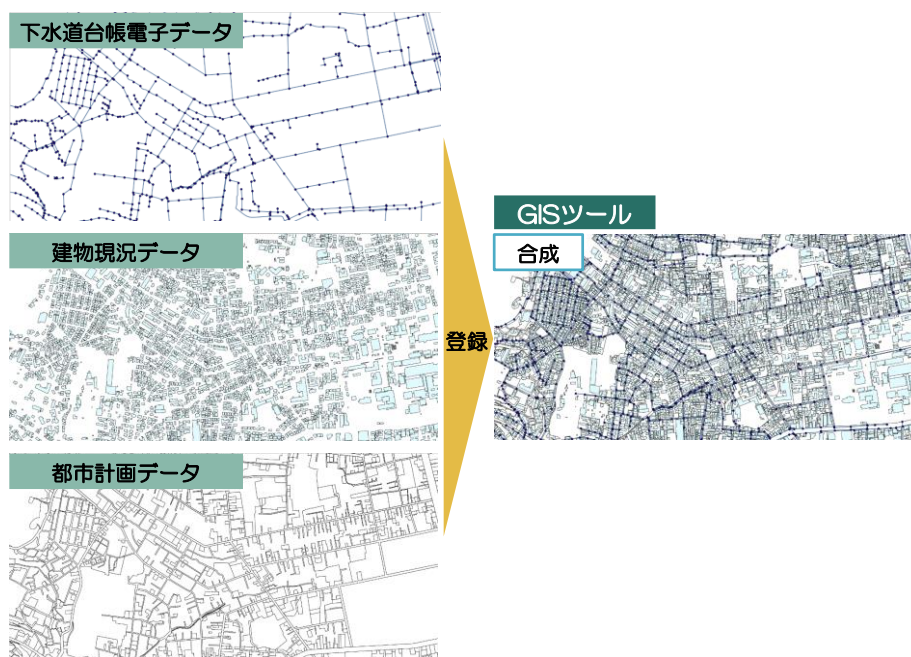 下水道台帳電子データ
建物現況データ
都市計画データ
登録
GISツール
合成